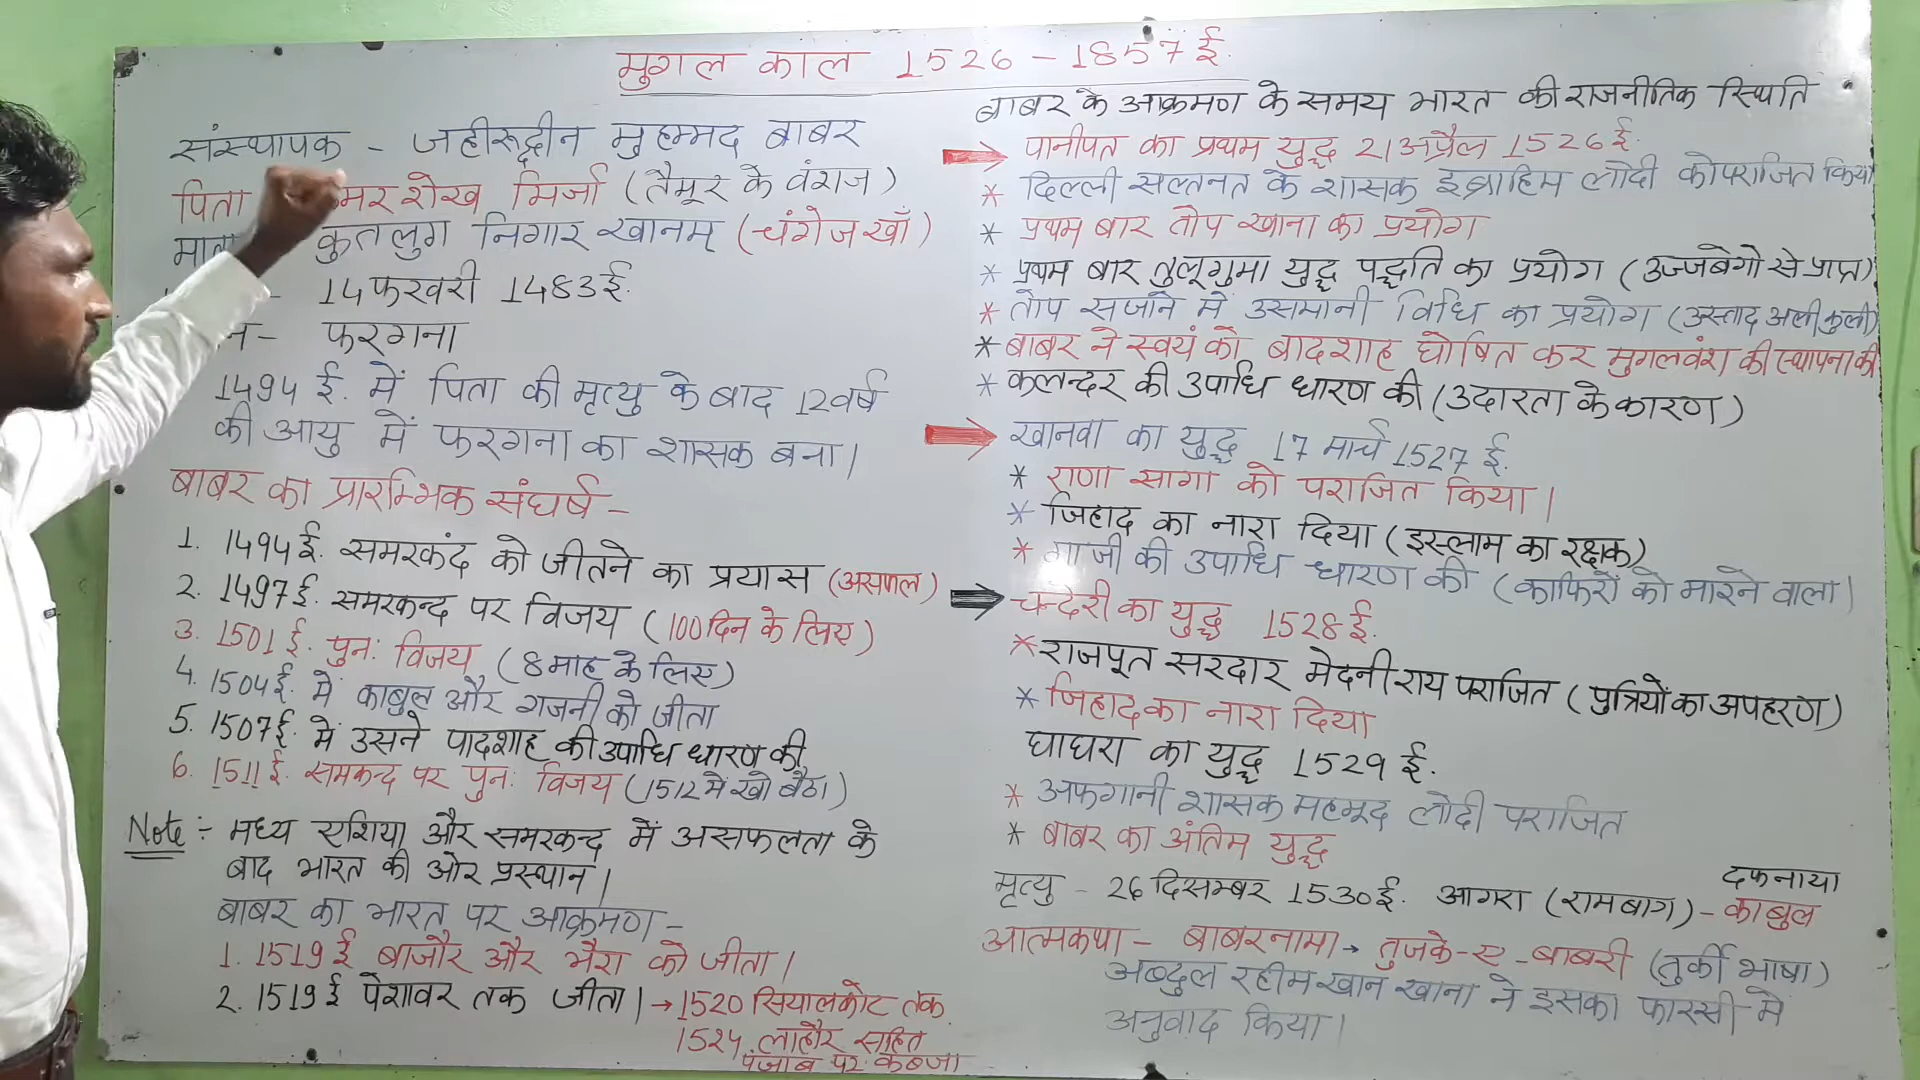 मुगल काल 1526 - 1857 ई.
संस्थापक - जहीरूद्दीन मुहम्मद बाबर
पिता मर शेख मिर्जा (तैमूर के वंशज)
कुतलुग निगार खानम् (चंगेज खाँ)
14 फरवरी 1483 ई.
- फरगना
1494 ई. में पिता की मृत्यु के बाद 12 वर्ष
की आयु में फरगना का शासक बना।
बाबर का प्रारम्भिक संघर्ष -
1. 1494 ई. समरकंद को जीतने का प्रयास (असफल)
2. 1497 ई. समरकन्द पर विजय (100 दिन के लिए)
3. 1501 ई. पुनः विजय (8 माह के लिए)
4. 1504 ई. में काबुल और गजनी को जीता
5. 1507 ई. में उसने पादशाह की उपाधि धारण की
6. 1511 ई. समकन्द पर पुनः विजय (1512 में खो बैठा)
Note :- मध्य एशिया और समरकन्द में असफलता के
बाद भारत की ओर प्रस्थान।
बाबर का भारत पर आक्रमण -
1. 1519 ई बाजौर और भैरा को जीता।
2. 1519 ई पेशावर तक जीता। → 1520 सियालकोट तक
1524 लाहौर सहित
पंजाब पर कब्जा
बाबर के आक्रमण के समय भारत की राजनीतिक स्थिति
पानीपत का प्रथम युद्ध 21 अप्रैल 1526 ई.
* दिल्ली सल्तनत के शासक इब्राहिम लोदी को पराजित किया
* प्रथम बार तोप खाना का प्रयोग
* प्रथम बार तुलूगुमा युद्ध पद्धति का प्रयोग (उज्जबेगो से प्राप्त)
* तोप सजाने में उसमानी विधि का प्रयोग (उस्ताद अली कुली)
* बाबर ने स्वयं को बादशाह घोषित कर मुगलवंश की स्थापना की
* कलन्दर की उपाधि धारण की (उदारता के कारण)
खानवा का युद्ध 17 मार्च 1527 ई.
* राणा सागा को पराजित किया।
* जिहाद का नारा दिया (इस्लाम का रक्षक)
* गाजी की उपाधि धारण की (काफिरों को मारने वाला)
चन्देरी का युद्ध 1528 ई.
* राजपूत सरदार मेदनी राय पराजित (पुत्रियों का अपहरण)
* जिहाद का नारा दिया
घाघरा का युद्ध 1529 ई.
* अफगानी शासक महमूद लोदी पराजित
* बाबर का अंतिम युद्ध
मृत्यु - 26 दिसम्बर 1530 ई. आगरा (रामबाग) - काबुल
दफनाया
आत्मकथा - बाबरनामा → तुजके-ए-बाबरी (तुर्की भाषा)
अब्दुल रहीम खान खाना ने इसका फारसी मे
अनुवाद किया।